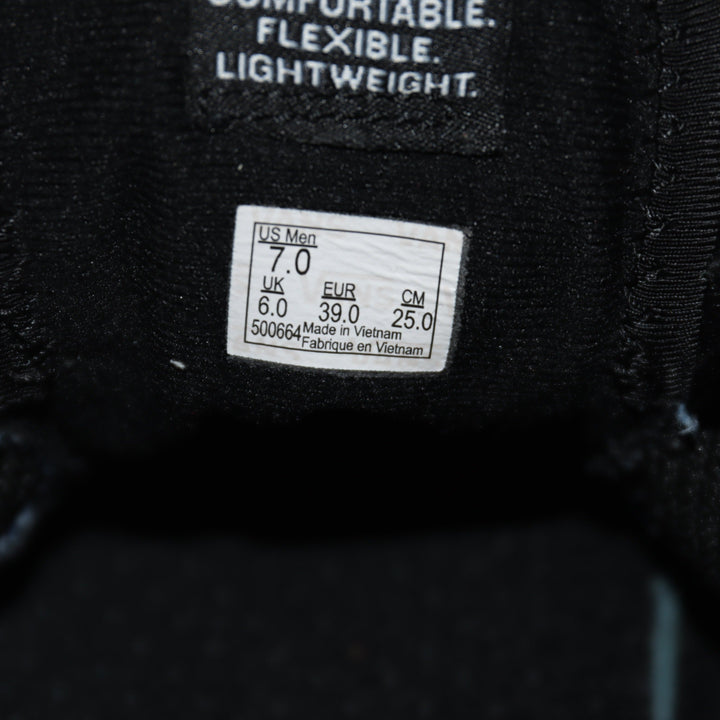 COMFORTABLE.
FLEXIBLE.
LIGHTWEIGHT.
US Men
7.0
UK EUR CM
6.0 39.0 25.0
500664 Made in Vietnam
Fabrique en Vietnam